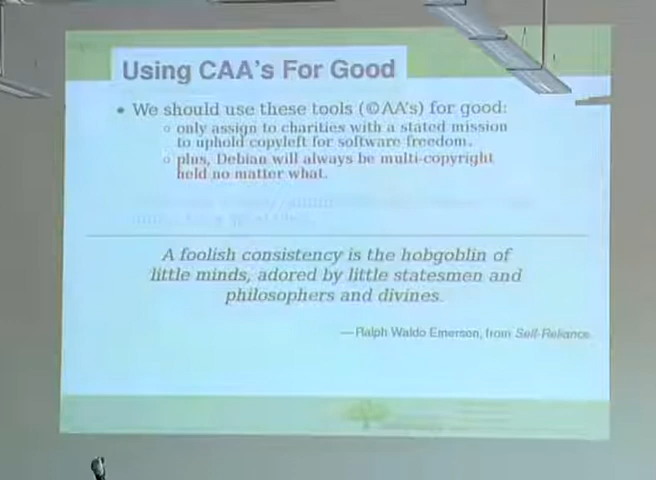 Using CAA's For Good
• We should use these tools (©AA's) for good:
◦ only assign to charities with a stated mission
to uphold copyleft for software freedom.
◦ plus, Debian will always be multi-copyright
held no matter what.
A foolish consistency is the hobgoblin of
little minds, adored by little statesmen and
philosophers and divines.
—Ralph Waldo Emerson, from Self-Reliance.